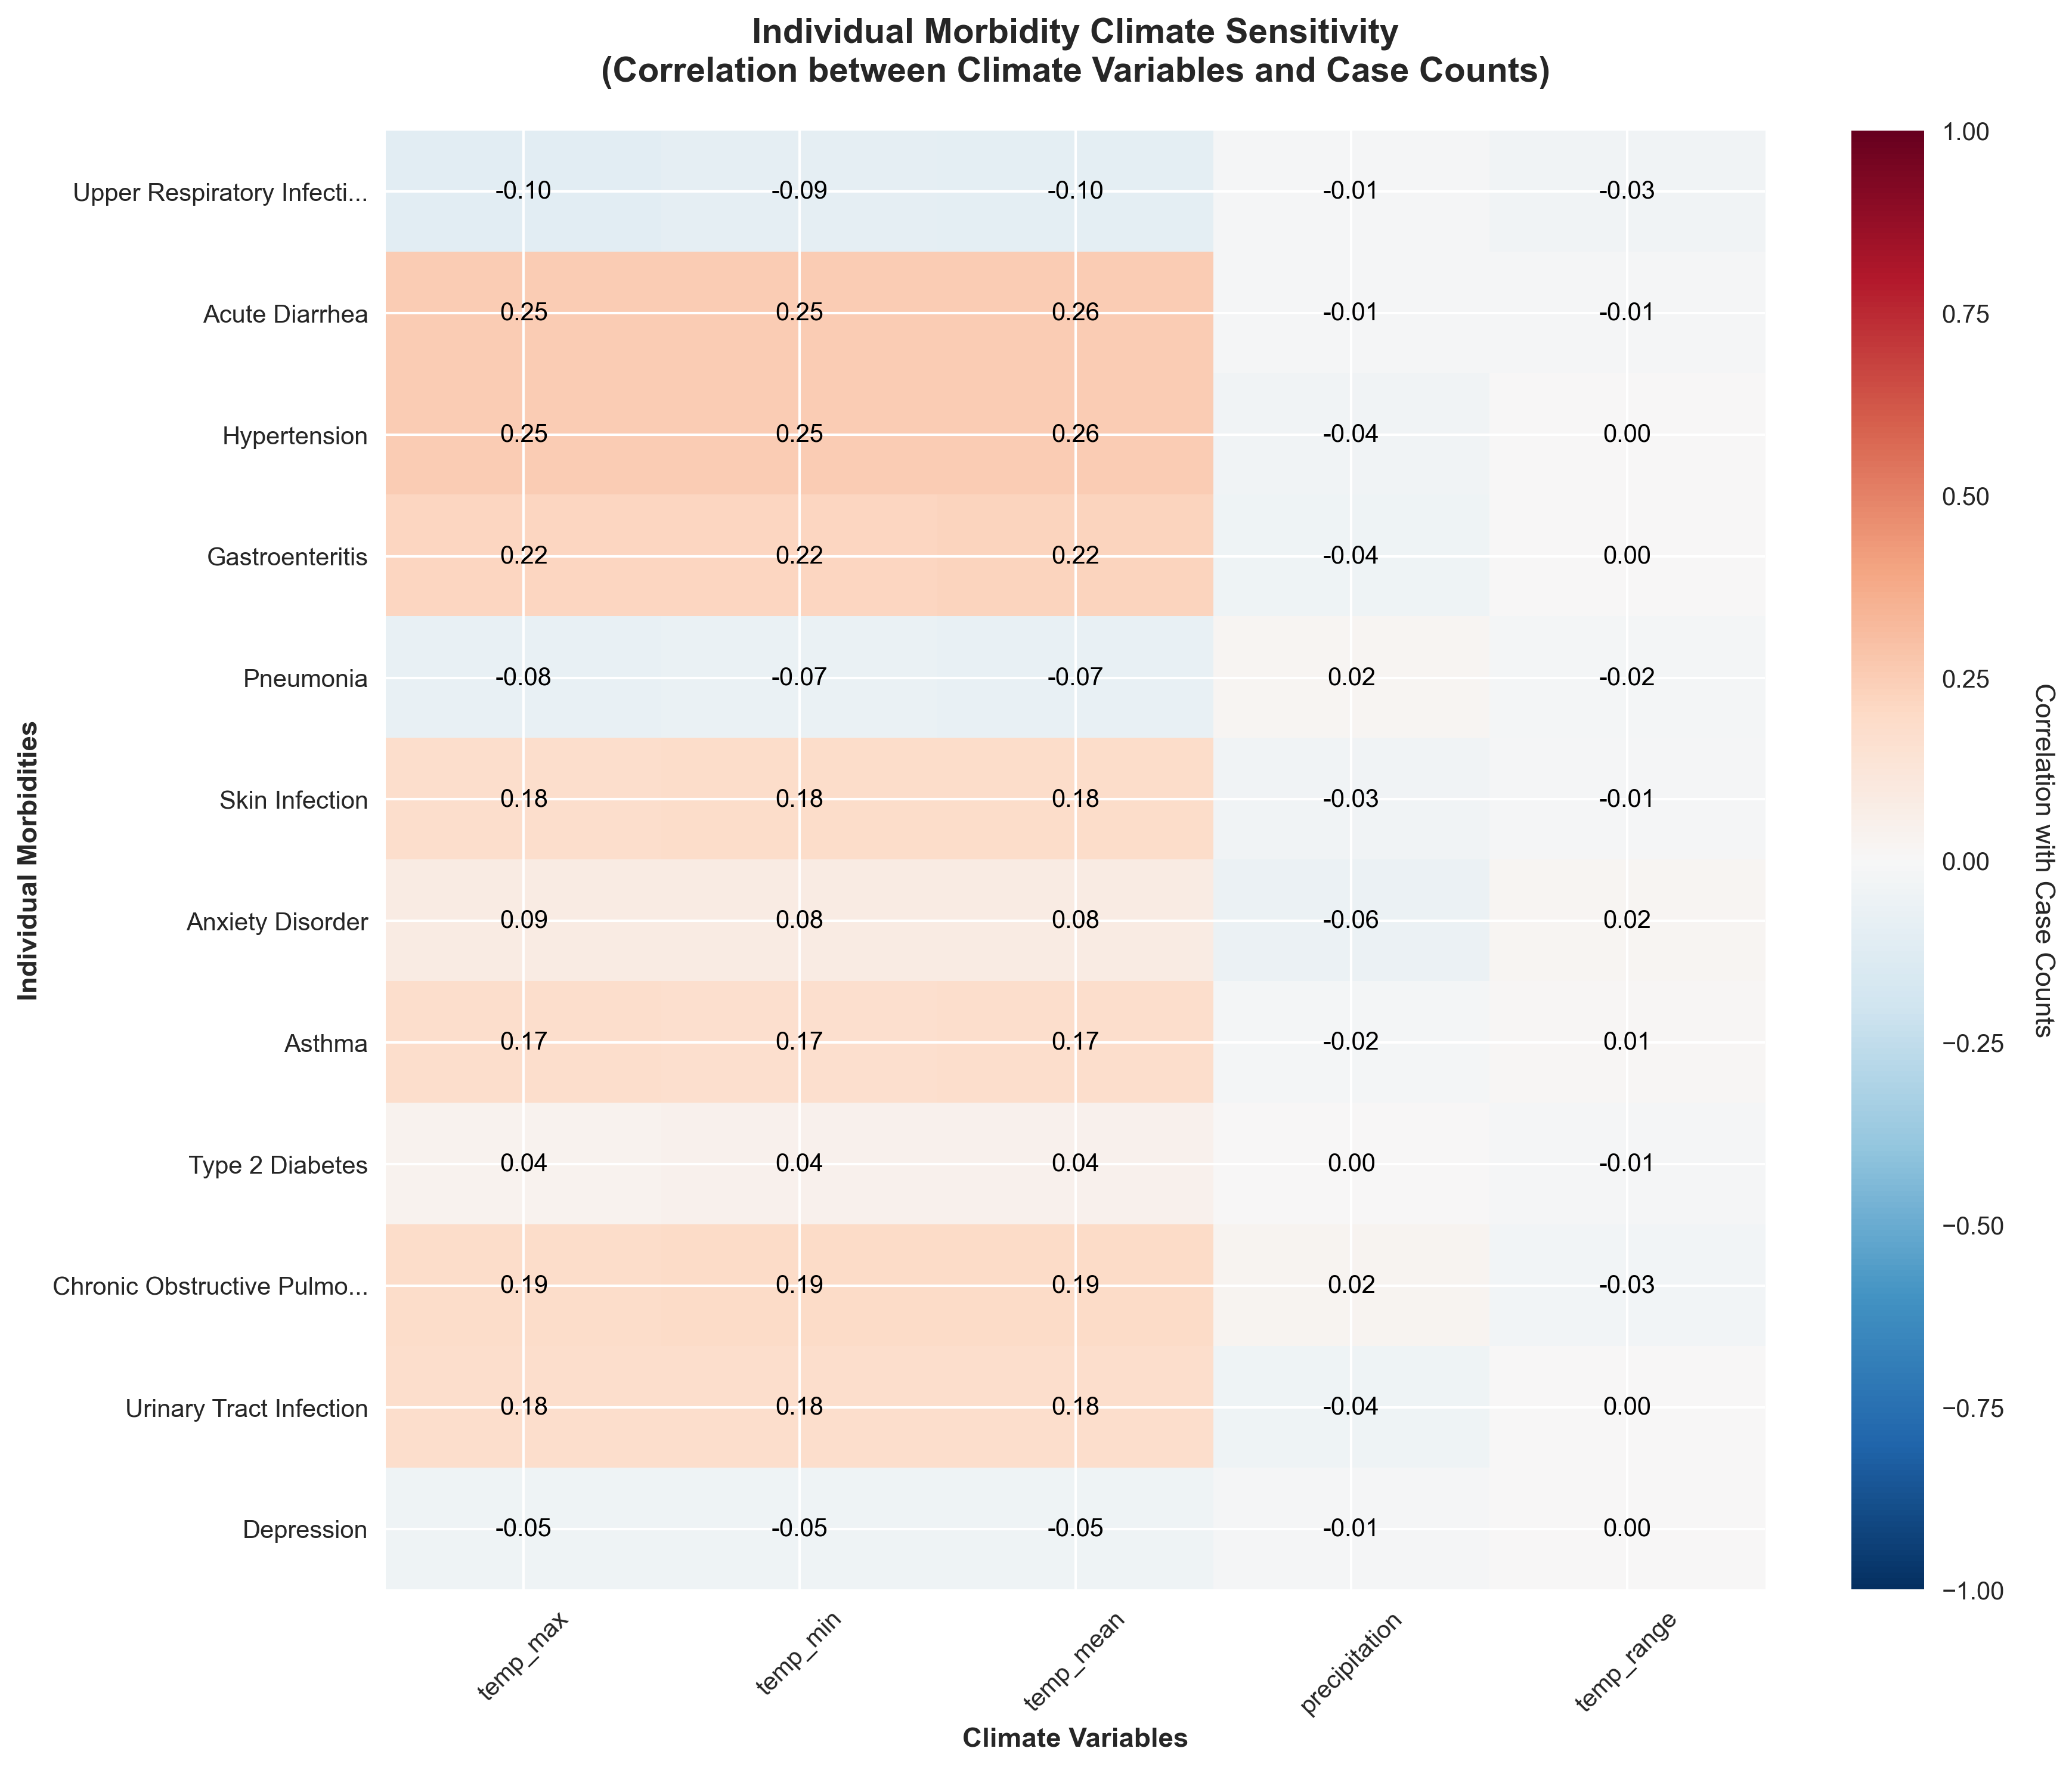 Individual Morbidity Climate Sensitivity
(Correlation between Climate Variables and Case Counts)
Individual Morbidities
Upper Respiratory Infecti... -0.10 -0.09 -0.10 -0.01 -0.03
Acute Diarrhea 0.25 0.25 0.26 -0.01 -0.01
Hypertension 0.25 0.25 0.26 -0.04 0.00
Gastroenteritis 0.22 0.22 0.22 -0.04 0.00
Pneumonia -0.08 -0.07 -0.07 0.02 -0.02
Skin Infection 0.18 0.18 0.18 -0.03 -0.01
Anxiety Disorder 0.09 0.08 0.08 -0.06 0.02
Asthma 0.17 0.17 0.17 -0.02 0.01
Type 2 Diabetes 0.04 0.04 0.04 0.00 -0.01
Chronic Obstructive Pulmo... 0.19 0.19 0.19 0.02 -0.03
Urinary Tract Infection 0.18 0.18 0.18 -0.04 0.00
Depression -0.05 -0.05 -0.05 -0.01 0.00
temp_max temp_min temp_mean precipitation temp_range
Climate Variables
1.00
0.75
0.50
0.25
0.00
−0.25
−0.50
−0.75
−1.00
Correlation with Case Counts